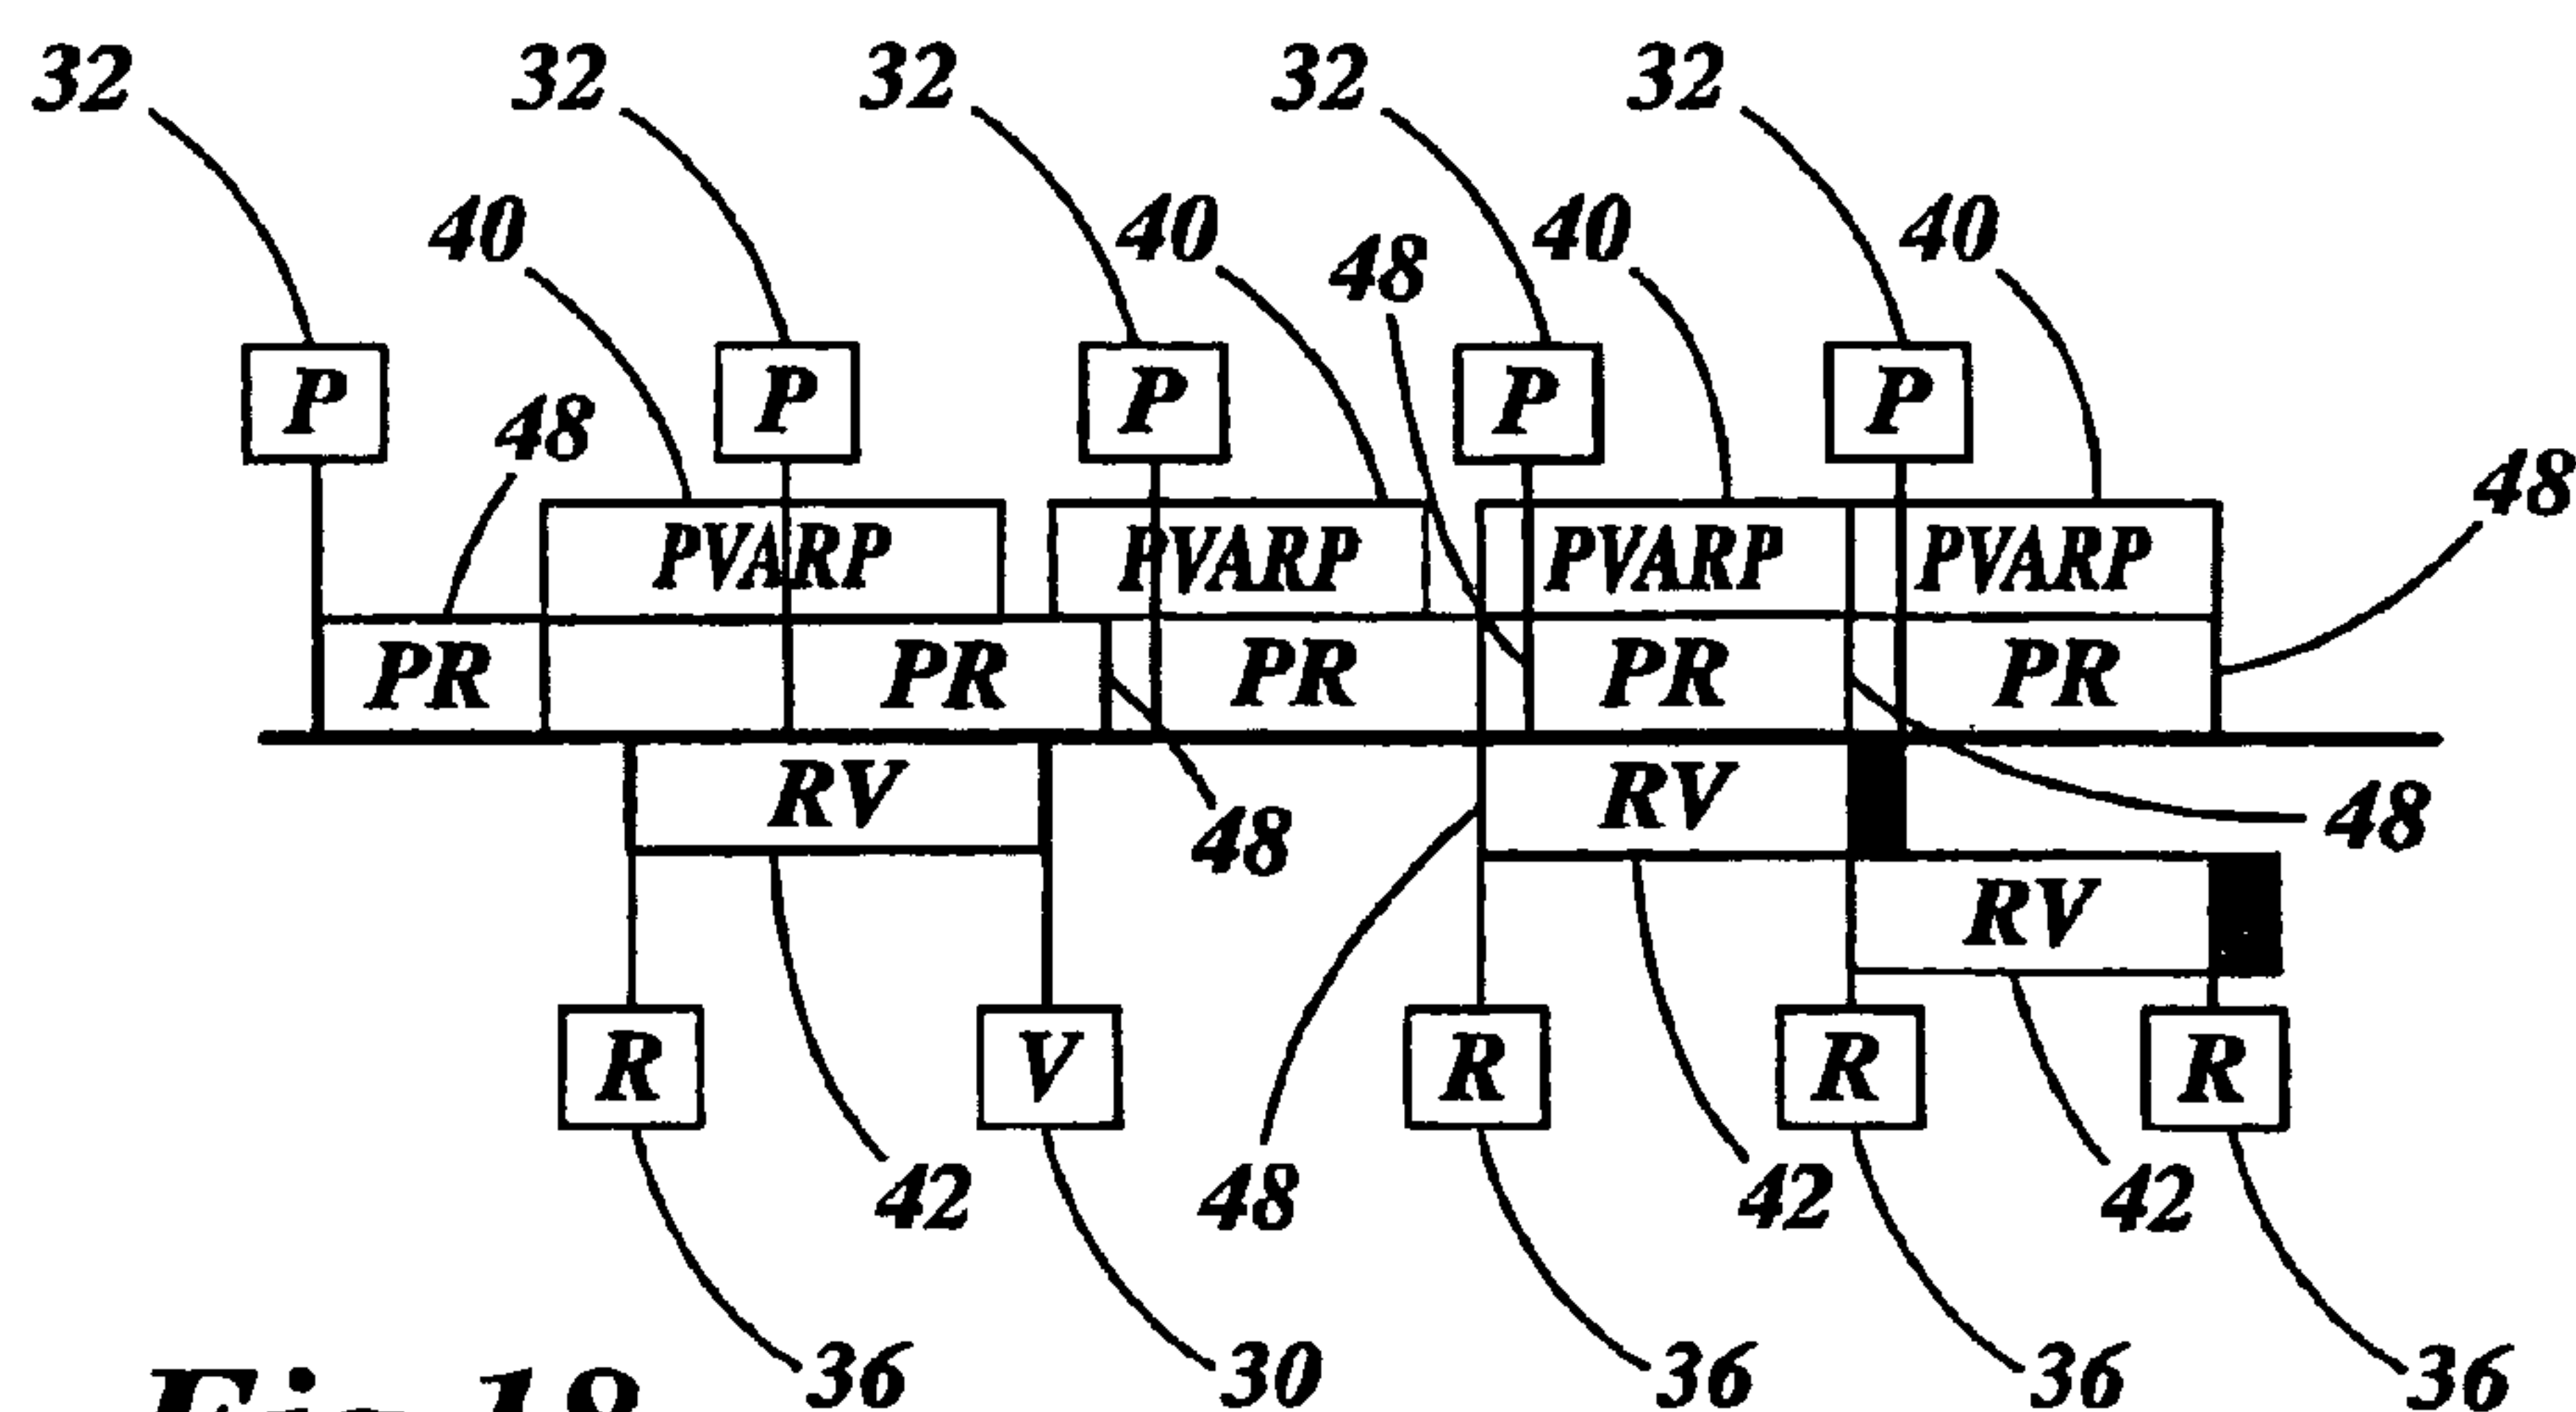 32 32 32 32 32
40 40 48 40 40
P P P P P
48 48
PVARP PVARP PVARP PVARP
PR PR PR PR PR
RV RV
48 48
RV
R V R R R
42 48 42 42
36 30 36 36 36